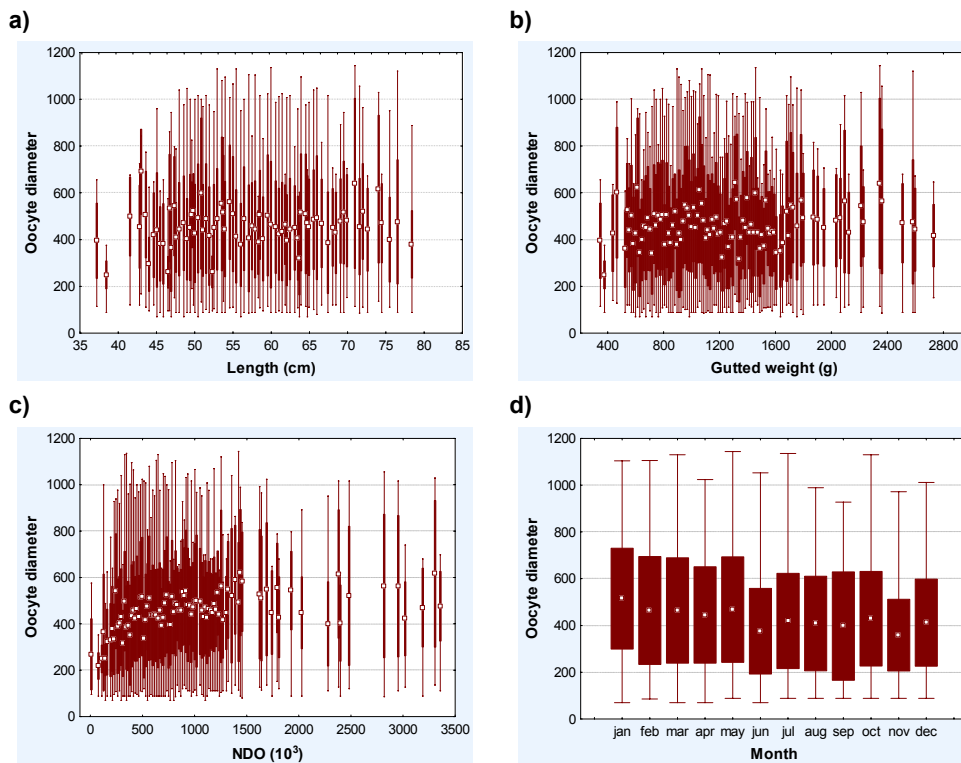 a)
b)
1200
1000
800
600
400
200
0
Oocyte diameter
35 40 45 50 55 60 65 70 75 80 85
Length (cm)
1200
1000
800
600
400
200
0
Oocyte diameter
400 800 1200 1600 2000 2400 2800
Gutted weight (g)
c)
d)
1200
1000
800
600
400
200
0
Oocyte diameter
0 500 1000 1500 2000 2500 3000 3500
NDO (10³)
1200
1000
800
600
400
200
0
Oocyte diameter
jan feb mar apr may jun jul aug sep oct nov dec
Month